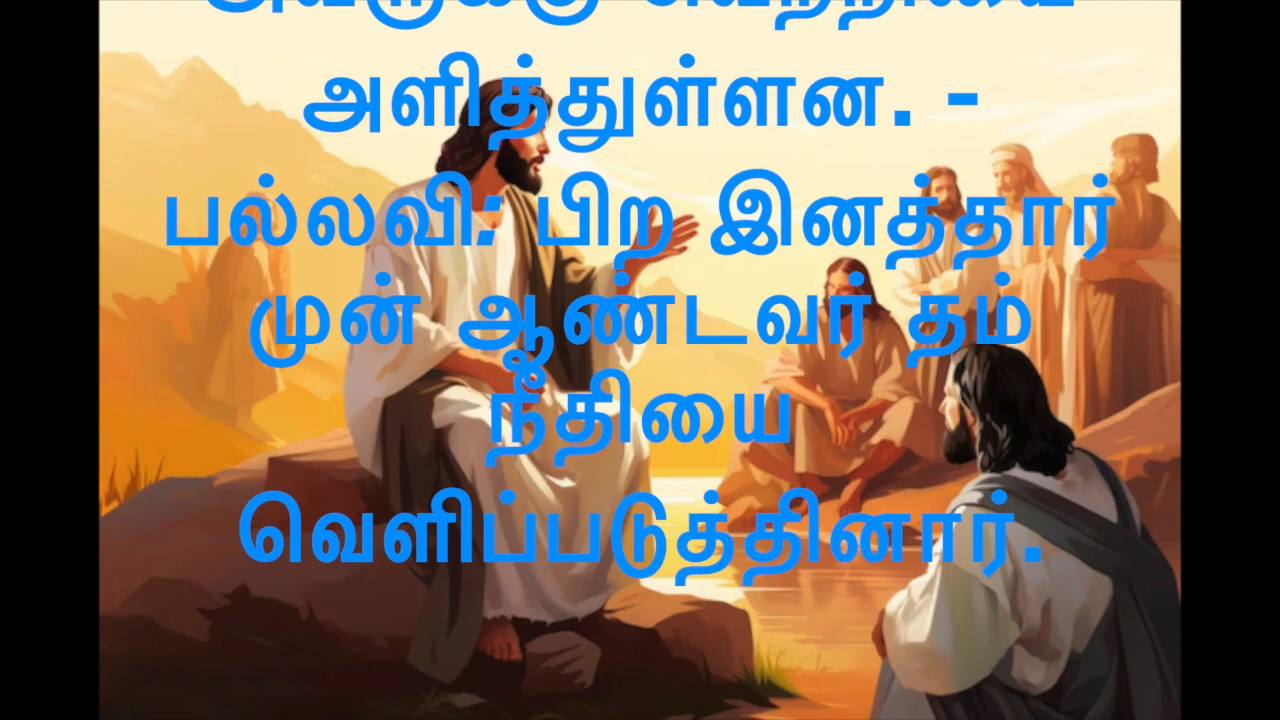 அளித்துள்ளன. -
பல்லவி: பிற இனத்தார்
முன் ஆண்டவர் தம்
நீதியை
வெளிப்படுத்தினார்.